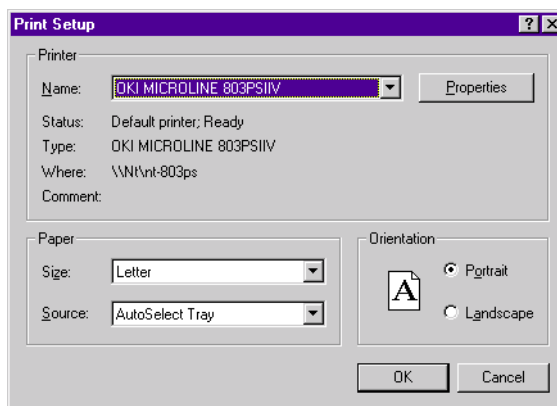 Print Setup
Printer
Name: OKI MICROLINE 803PSIIV Properties
Status: Default printer; Ready
Type: OKI MICROLINE 803PSIIV
Where: \\Nt\nt-803ps
Comment:
Paper
Size: Letter
Source: AutoSelect Tray
Orientation
A
Portrait
Landscape
OK Cancel